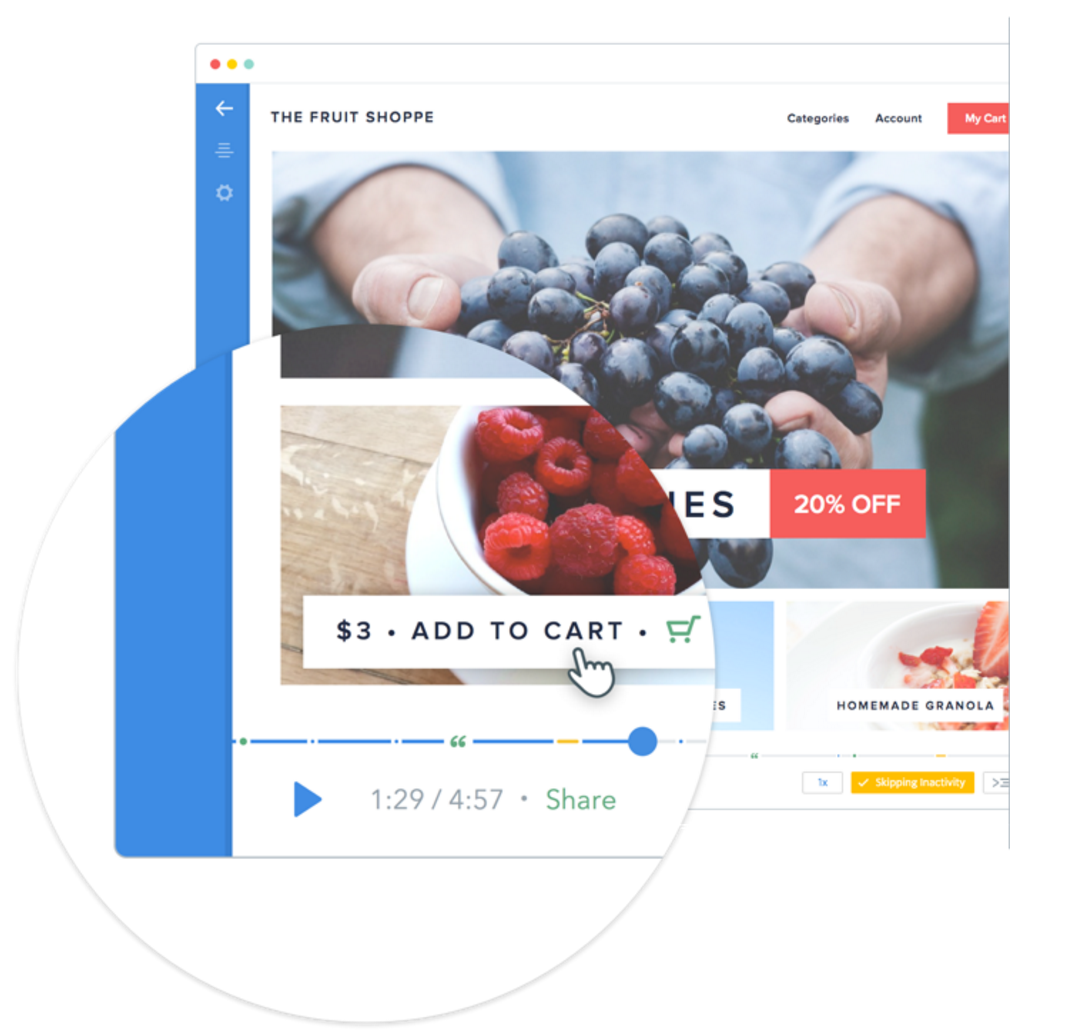 THE FRUIT SHOPPE
Categories
Account
My Cart
IES
20% OFF
$3 • ADD TO CART •
ES
HOMEMADE GRANOLA
“
“
1x
✓ Skipping Inactivity
>
1:29 / 4:57 • Share